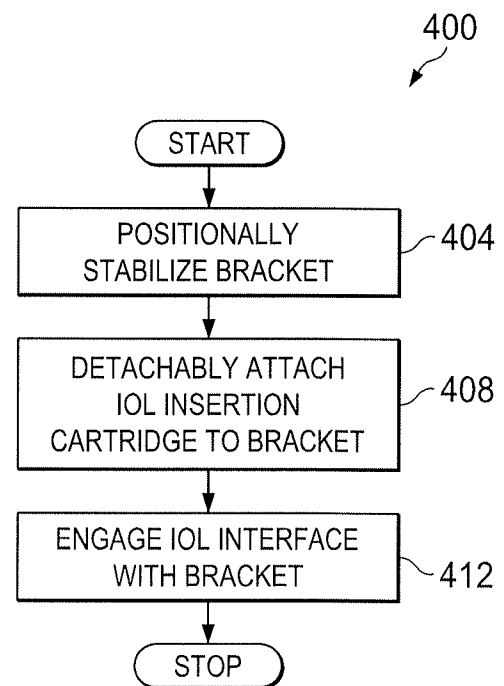 400
START
POSITIONALLY
STABILIZE BRACKET
404
DETACHABLY ATTACH
IOL INSERTION
CARTRIDGE TO BRACKET
408
ENGAGE IOL INTERFACE
WITH BRACKET
412
STOP